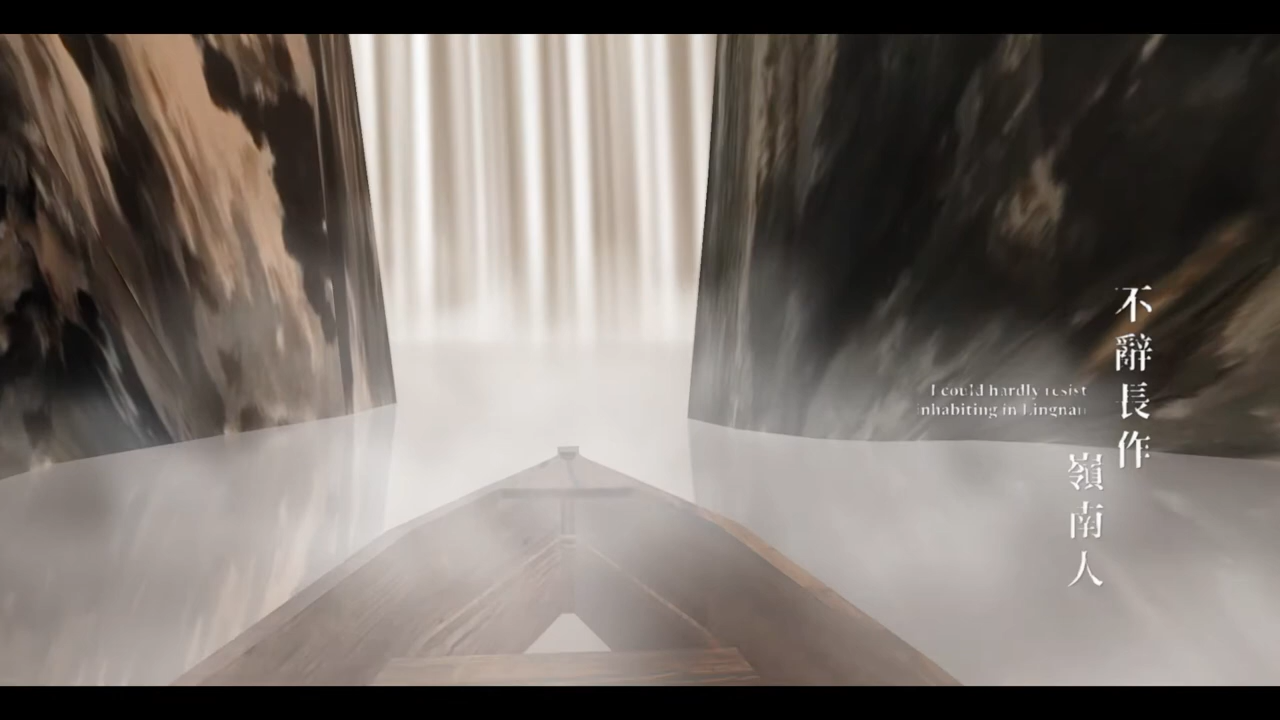 不辭長作
嶺南人
I could hardly resist
inhabiting in Lingnan